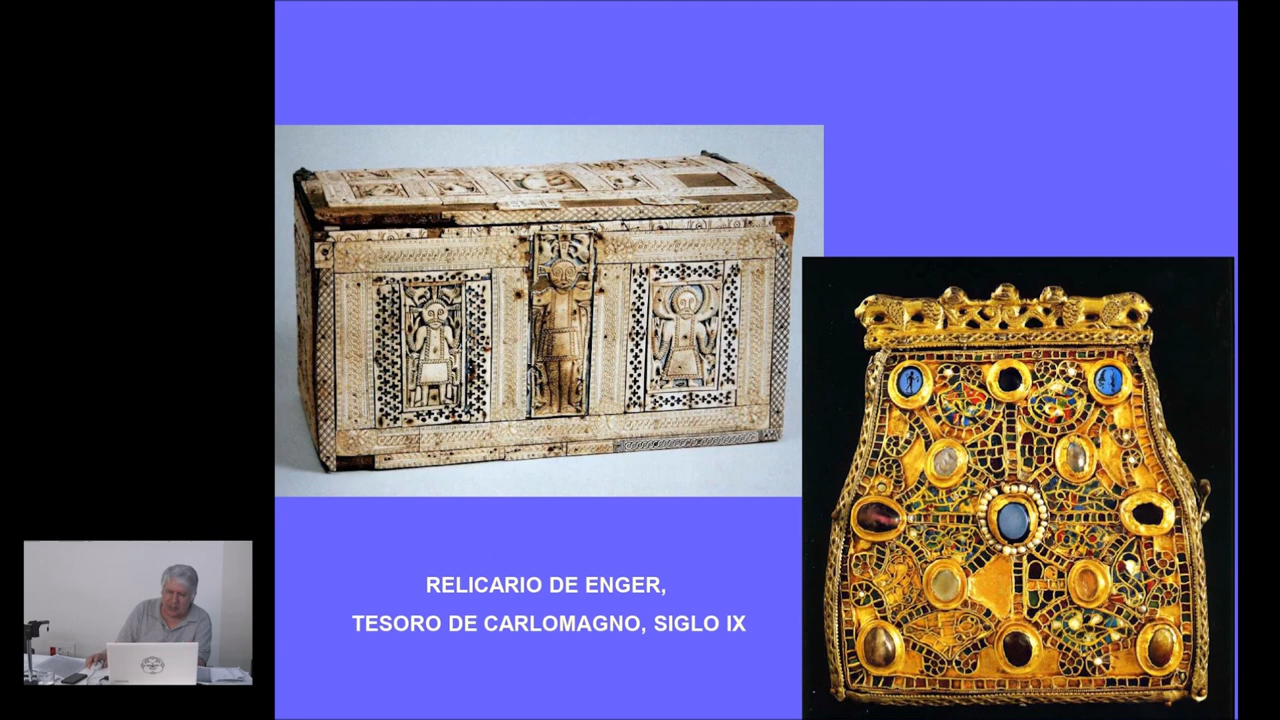 RELICARIO DE ENGER,
TESORO DE CARLOMAGNO, SIGLO IX